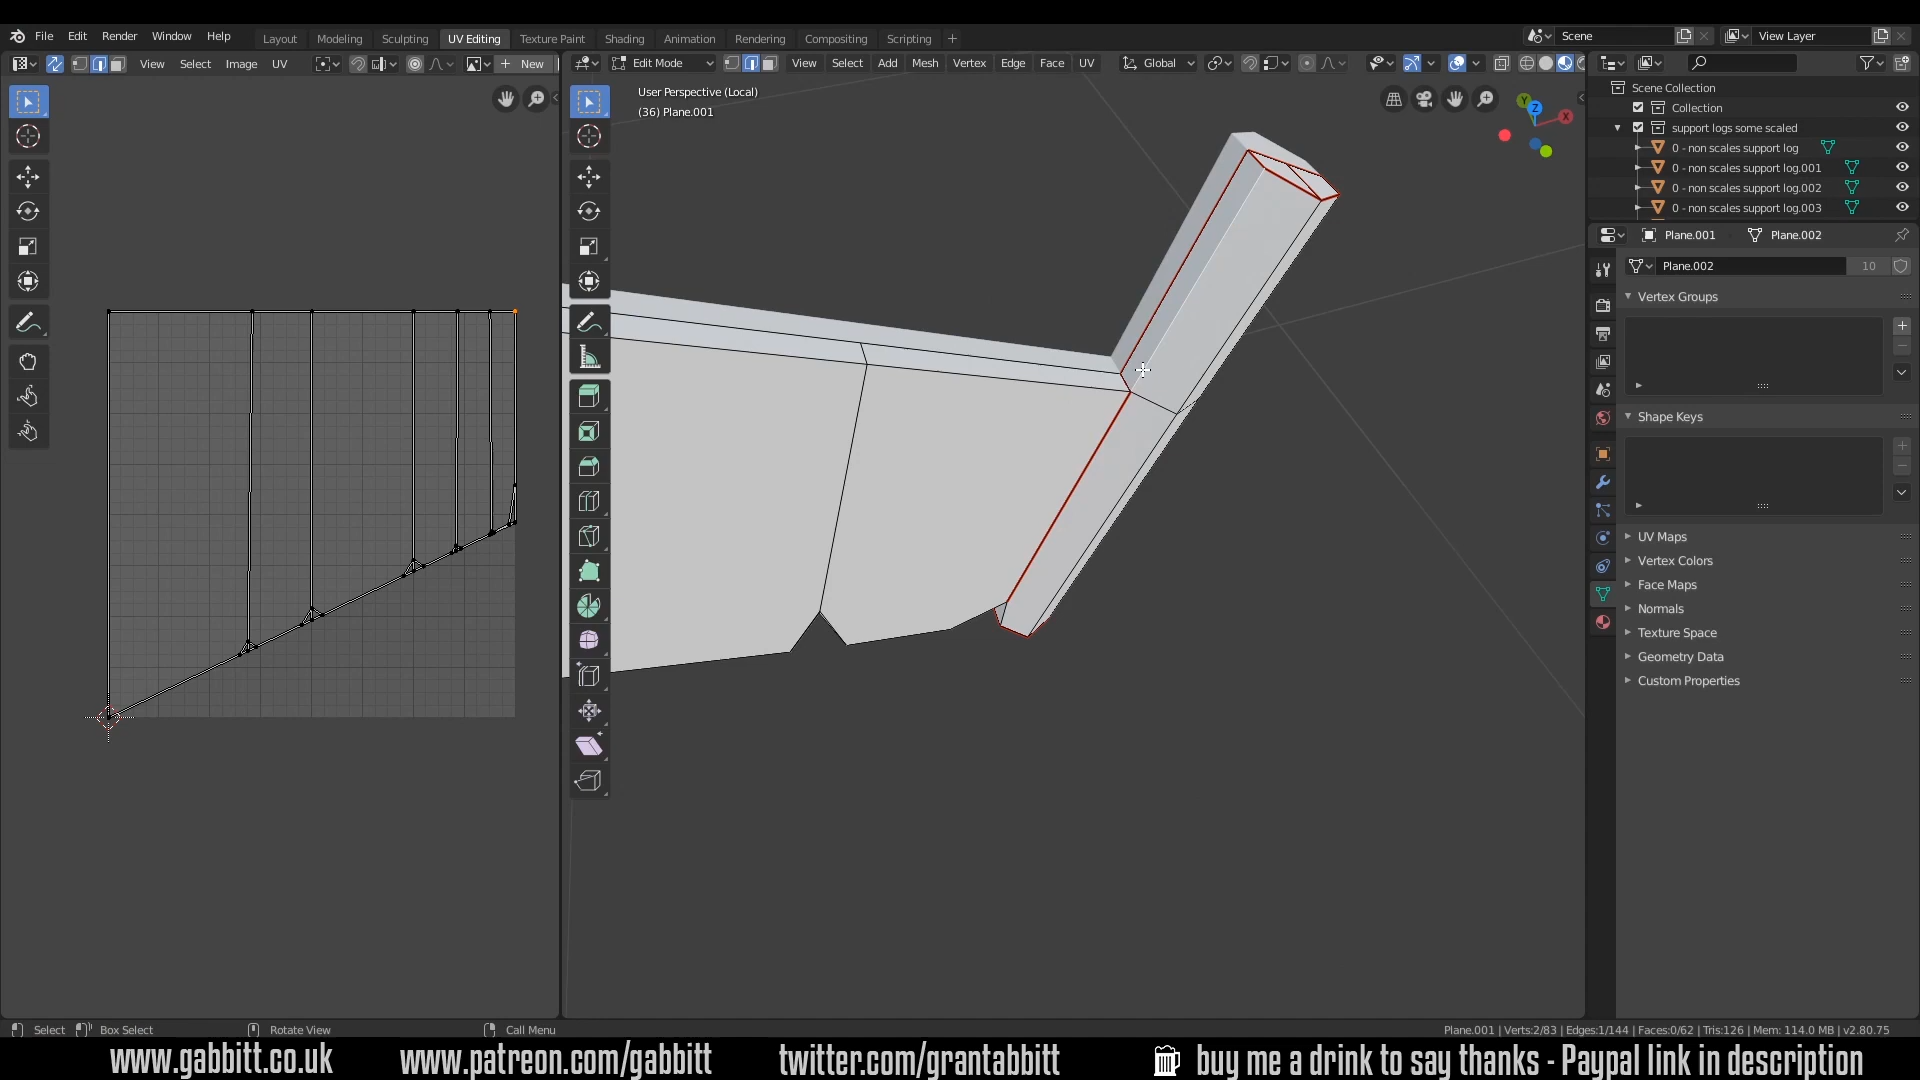 File Edit Render Window Help
Layout Modeling Sculpting UV Editing Texture Paint Shading Animation Rendering Compositing Scripting +
Scene
View Layer
View Select Image UV
New
Edit Mode View Select Add Mesh Vertex Edge Face UV
Global
User Perspective (Local)
(36) Plane.001
Z
Y
X
Scene Collection
Collection
support logs some scaled
0 - non scales support log
0 - non scales support log.001
0 - non scales support log.002
0 - non scales support log.003
Plane.001 Plane.002
Plane.002 10
Vertex Groups
Shape Keys
UV Maps
Vertex Colors
Face Maps
Normals
Texture Space
Geometry Data
Custom Properties
Select Box Select Rotate View Call Menu
Plane.001 | Verts:2/83 | Edges:1/144 | Faces:0/62 | Tris:126 | Mem: 114.0 MB | v2.80.75
www.gabbitt.co.uk www.patreon.com/gabbitt twitter.com/grantabbitt buy me a drink to say thanks - Paypal link in description